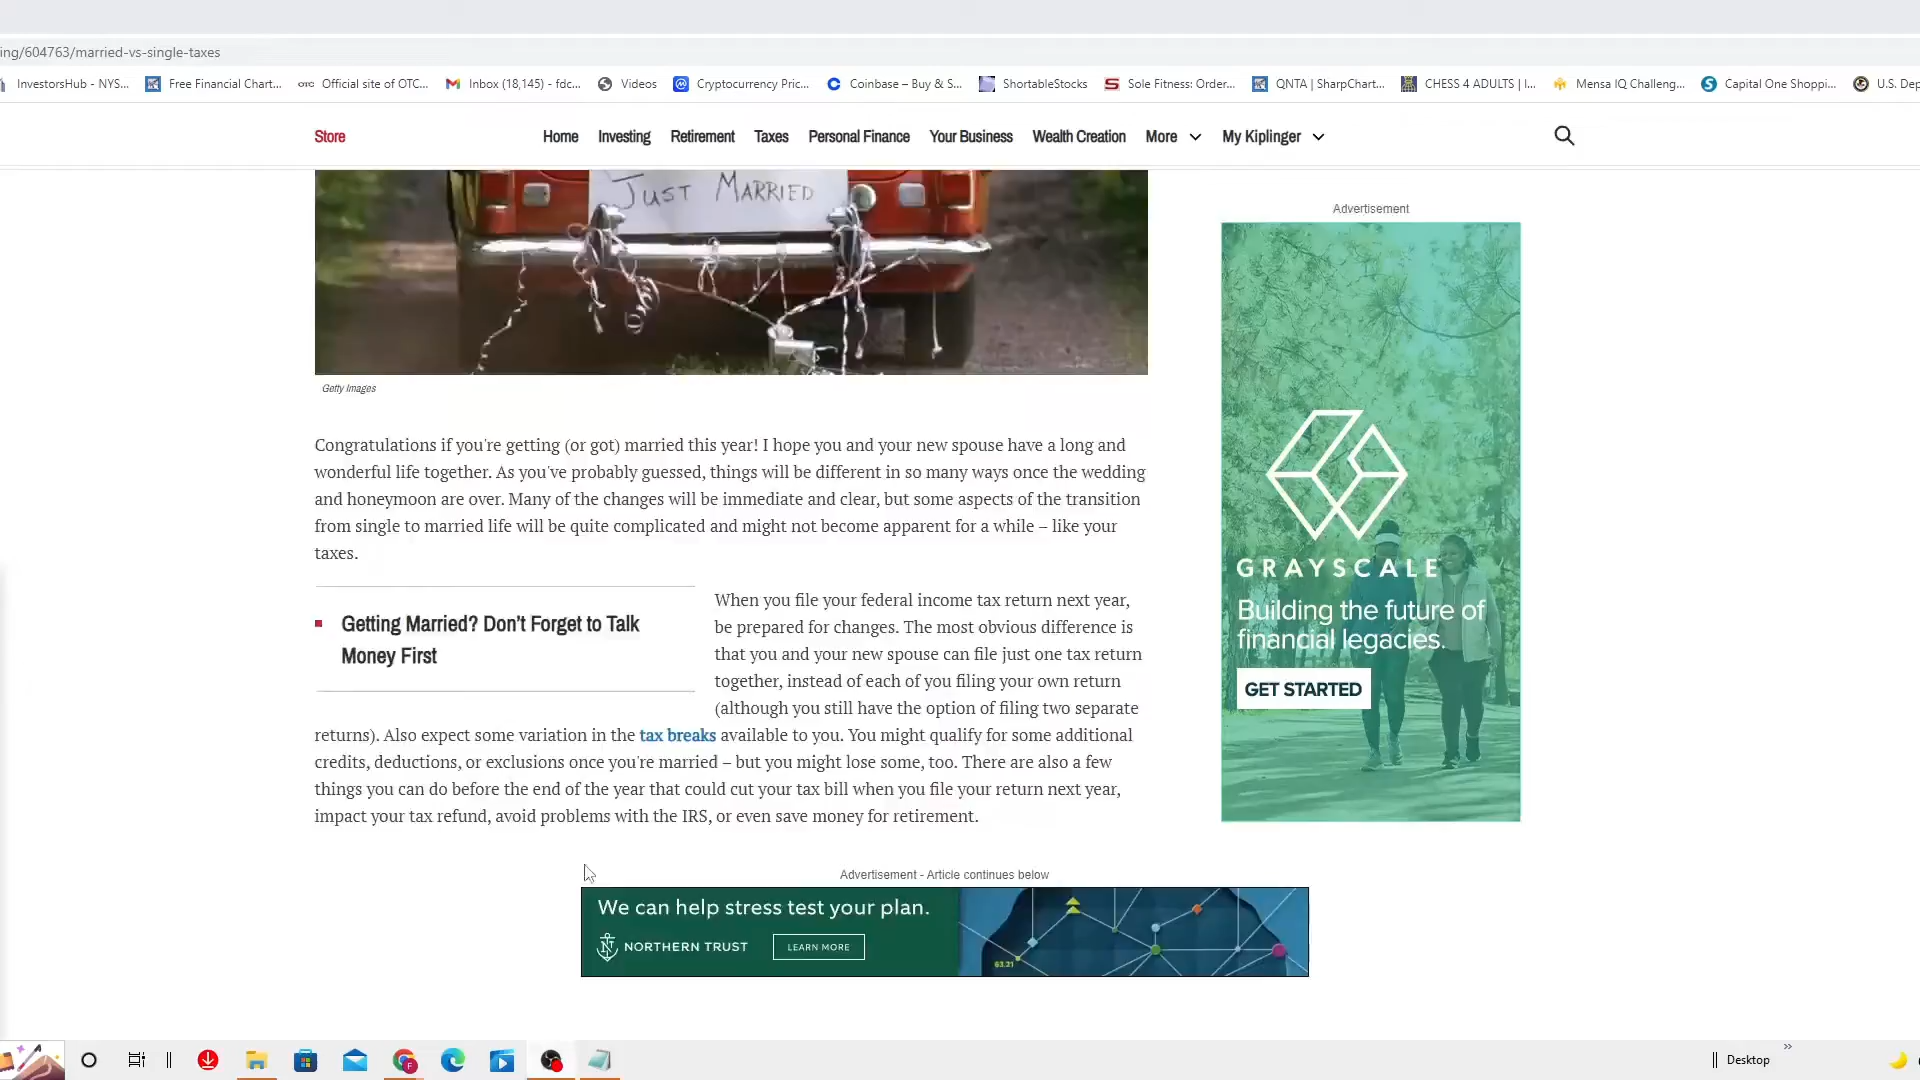 ing/604763/married-vs-single-taxes
InvestorsHub - NYS...
Free Financial Chart...
OTC
Official site of OTC...
Inbox (18,145) - fdc...
Videos
Cryptocurrency Pric...
Coinbase – Buy & S...
ShortableStocks
Sole Fitness: Order...
QNTA | SharpChart...
CHESS 4 ADULTS | I...
Mensa IQ Challeng...
Capital One Shoppi...
U.S. Dep
Store
Home
Investing
Retirement
Taxes
Personal Finance
Your Business
Wealth Creation
More
My Kiplinger
JUST MARRIED
Getty Images
Congratulations if you're getting (or got) married this year! I hope you and your new spouse have a long and
wonderful life together. As you've probably guessed, things will be different in so many ways once the wedding
and honeymoon are over. Many of the changes will be immediate and clear, but some aspects of the transition
from single to married life will be quite complicated and might not become apparent for a while – like your
taxes.
Getting Married? Don't Forget to Talk
Money First
When you file your federal income tax return next year,
be prepared for changes. The most obvious difference is
that you and your new spouse can file just one tax return
together, instead of each of you filing your own return
(although you still have the option of filing two separate
returns). Also expect some variation in the tax breaks available to you. You might qualify for some additional
credits, deductions, or exclusions once you're married – but you might lose some, too. There are also a few
things you can do before the end of the year that could cut your tax bill when you file your return next year,
impact your tax refund, avoid problems with the IRS, or even save money for retirement.
Advertisement
GRAYSCALE
Building the future of
financial legacies.
GET STARTED
Advertisement - Article continues below
We can help stress test your plan.
NORTHERN TRUST
LEARN MORE
63.21
Desktop